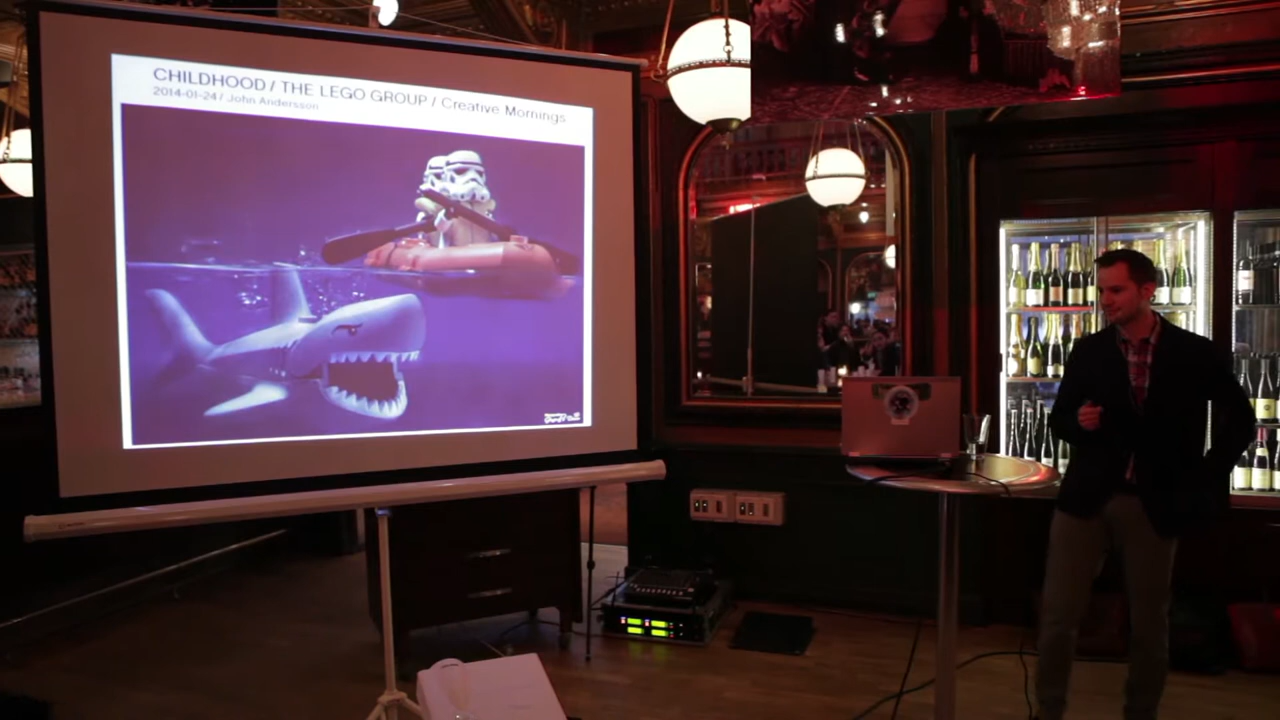 CHILDHOOD / THE LEGO GROUP / Creative Mornings
2014-01-24 / John Andersson